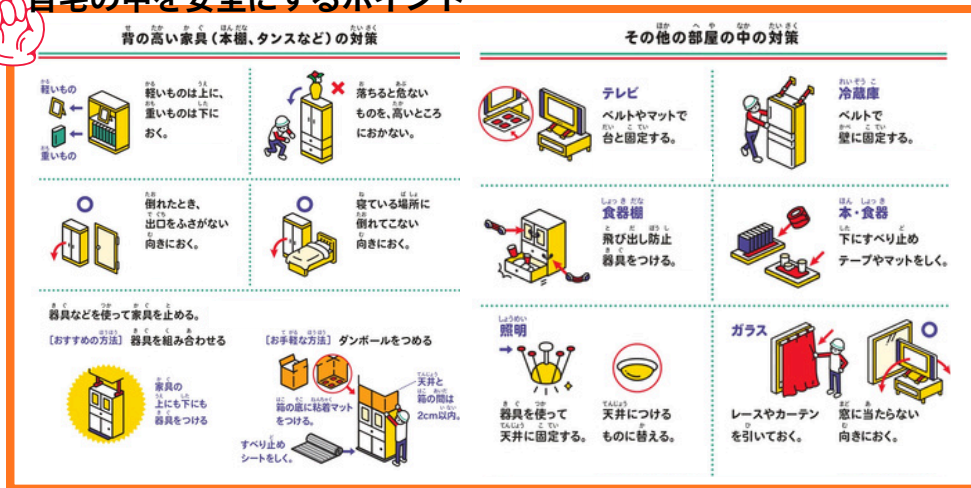 自宅の中を安全にするポイント
背の高い家具（本棚、タンスなど）の対策
軽いもの
重いもの
軽いものは上に、
重いものは下に
おく。
落ちると危ない
ものを、高いところ
におかない。
倒れたとき、
出口をふさがない
向きにおく。
寝ている場所に
倒れてこない
向きにおく。
器具などを使って家具を止める。
［おすすめの方法］ 器具を組み合わせる
家具の
上にも下にも
器具をつける
［お手軽な方法］ ダンボールをつめる
箱の底に粘着マット
をつける。
天井と
箱の間は
2cm以内。
すべり止め
シートをしく。
その他の部屋の中の対策
テレビ
ベルトやマットで
台と固定する。
冷蔵庫
ベルトで
壁に固定する。
食器棚
飛び出し防止
器具をつける。
本・食器
下にすべり止め
テープやマットをしく。
照明
器具を使って
天井に固定する。
天井につける
ものに替える。
ガラス
レースやカーテン
を引いておく。
窓に当たらない
向きにおく。